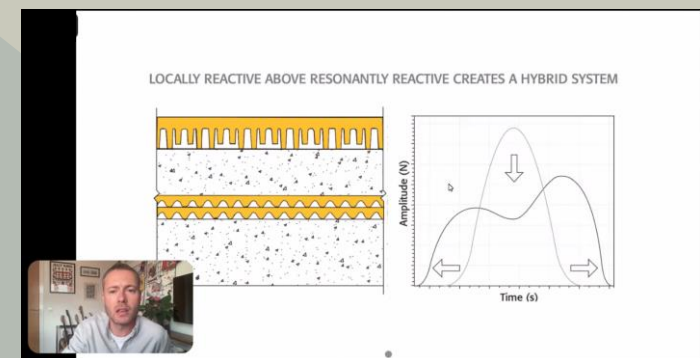 LOCALLY REACTIVE ABOVE RESONANTLY REACTIVE CREATES A HYBRID SYSTEM
Amplitude (N)
Time (s)